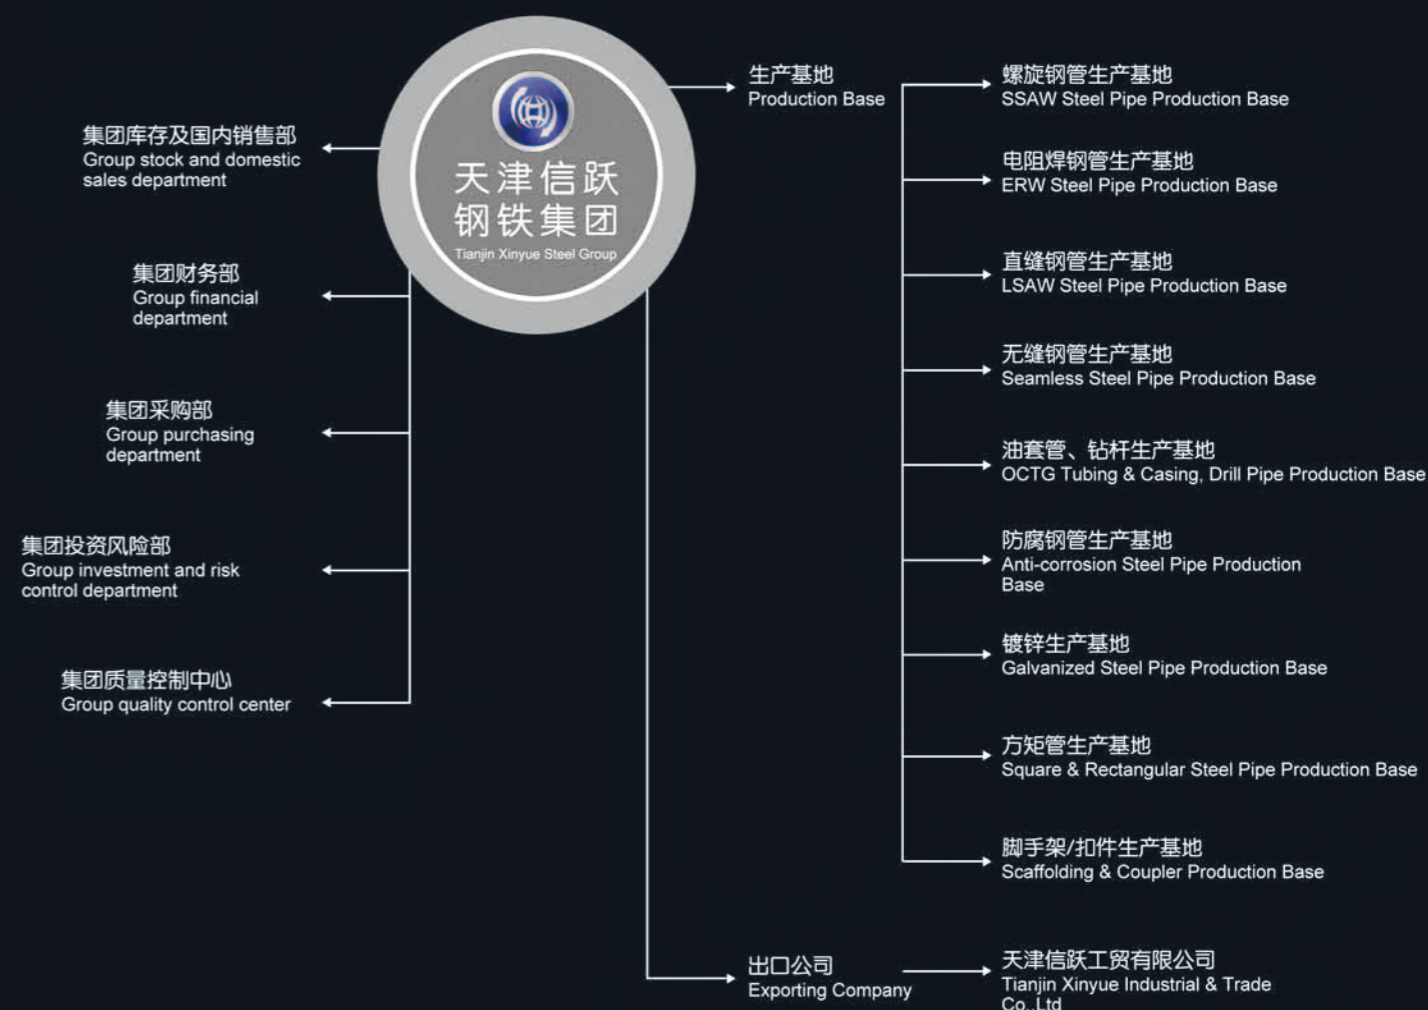 天津信跃
钢铁集团
Tianjin Xinyue Steel Group
集团库存及国内销售部
Group stock and domestic
sales department
集团财务部
Group financial
department
集团采购部
Group purchasing
department
集团投资风险部
Group investment and risk
control department
集团质量控制中心
Group quality control center
生产基地
Production Base
螺旋钢管生产基地
SSAW Steel Pipe Production Base
电阻焊钢管生产基地
ERW Steel Pipe Production Base
直缝钢管生产基地
LSAW Steel Pipe Production Base
无缝钢管生产基地
Seamless Steel Pipe Production Base
油套管、钻杆生产基地
OCTG Tubing & Casing, Drill Pipe Production Base
防腐钢管生产基地
Anti-corrosion Steel Pipe Production
Base
镀锌生产基地
Galvanized Steel Pipe Production Base
方矩管生产基地
Square & Rectangular Steel Pipe Production Base
脚手架/扣件生产基地
Scaffolding & Coupler Production Base
出口公司
Exporting Company
天津信跃工贸有限公司
Tianjin Xinyue Industrial & Trade
Co.,Ltd